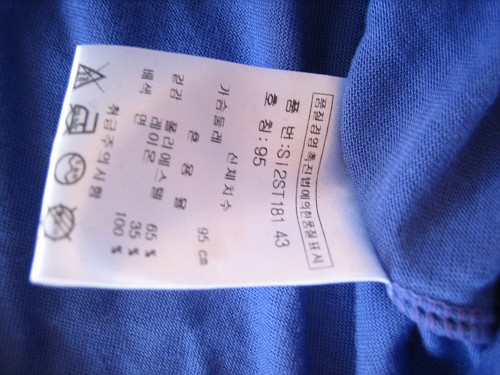 품질경영 촉진법에의한품질 표시
품 번:SI2ST181 43
호 칭:95
신체치수
가슴둘레 95 cm
혼 용 율
겉감 폴리에스텔 65 %
레이온 35 %
배색 면 100 %
취급주의사항